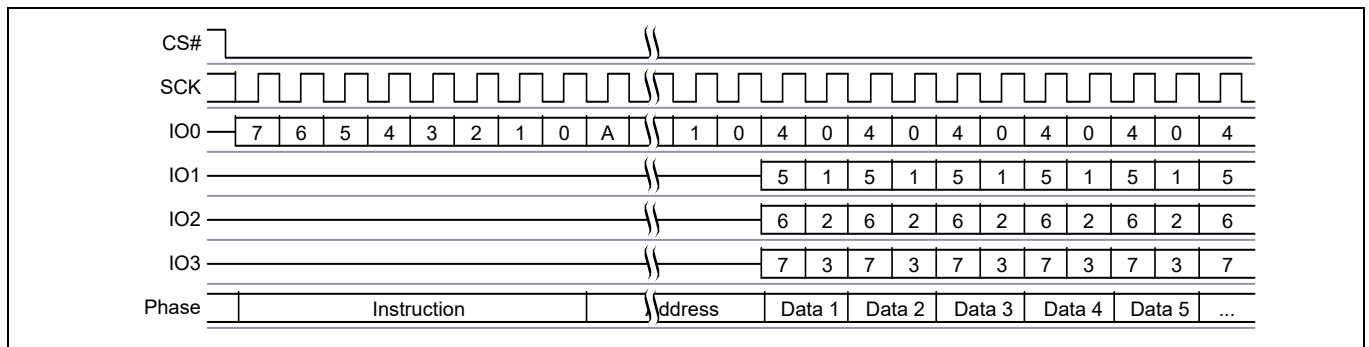 CS#
SCK
IO0 7 6 5 4 3 2 1 0 A 1 0 4 0 4 0 4 0 4 0 4 0 4
IO1 5 1 5 1 5 1 5 1 5 1 5
IO2 6 2 6 2 6 2 6 2 6 2 6
IO3 7 3 7 3 7 3 7 3 7 3 7
Phase Instruction ddress Data 1 Data 2 Data 3 Data 4 Data 5 ...